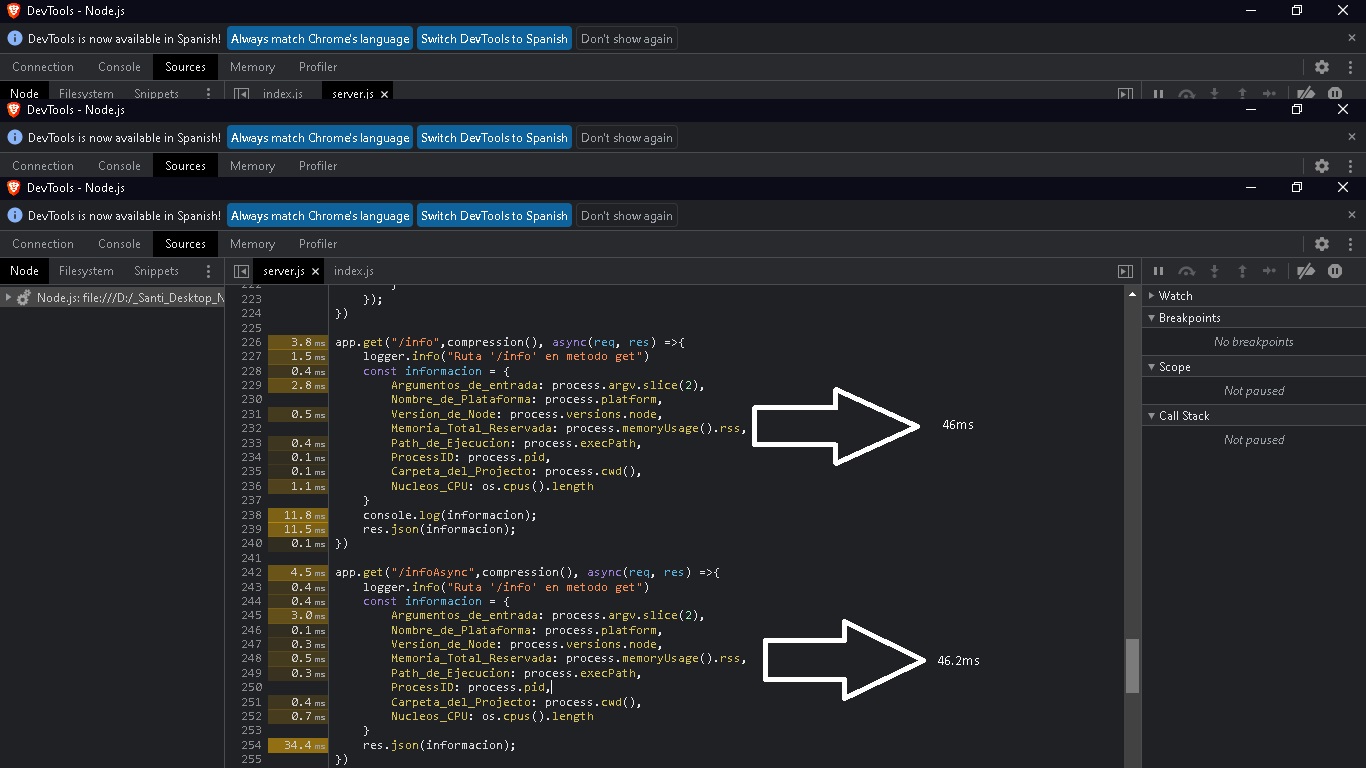 DevTools - Node.js
DevTools is now available in Spanish! Always match Chrome's language Switch DevTools to Spanish Don't show again
Connection Console Sources Memory Profiler
Node Filesystem Snippets index.js server.js
DevTools - Node.js
DevTools is now available in Spanish! Always match Chrome's language Switch DevTools to Spanish Don't show again
Connection Console Sources Memory Profiler
DevTools - Node.js
DevTools is now available in Spanish! Always match Chrome's language Switch DevTools to Spanish Don't show again
Connection Console Sources Memory Profiler
Node Filesystem Snippets server.js index.js
Node.js: file:///D:/_Santi_Desktop_N
222 }
223 });
224 })
225
226 3.8 ms app.get("/info",compression(), async(req, res) =>{
227 1.5 ms logger.info("Ruta '/info' en metodo get")
228 0.4 ms const informacion = {
229 2.8 ms Argumentos_de_entrada: process.argv.slice(2),
230 Nombre_de_Plataforma: process.platform,
231 0.5 ms Version_de_Node: process.versions.node,
232 Memoria_Total_Reservada: process.memoryUsage().rss,
233 0.4 ms Path_de_Ejecucion: process.execPath,
234 0.1 ms ProcessID: process.pid,
235 0.1 ms Carpeta_del_Projecto: process.cwd(),
236 1.1 ms Nucleos_CPU: os.cpus().length
237 }
238 11.8 ms console.log(informacion);
239 11.5 ms res.json(informacion);
240 0.1 ms })
241
242 4.5 ms app.get("/infoAsync",compression(), async(req, res) =>{
243 0.4 ms logger.info("Ruta '/info' en metodo get")
244 0.4 ms const informacion = {
245 3.0 ms Argumentos_de_entrada: process.argv.slice(2),
246 0.1 ms Nombre_de_Plataforma: process.platform,
247 0.3 ms Version_de_Node: process.versions.node,
248 0.5 ms Memoria_Total_Reservada: process.memoryUsage().rss,
249 0.3 ms Path_de_Ejecucion: process.execPath,
250 ProcessID: process.pid,
251 0.4 ms Carpeta_del_Projecto: process.cwd(),
252 0.7 ms Nucleos_CPU: os.cpus().length
253 }
254 34.4 ms res.json(informacion);
255 })
46ms
46.2ms
Watch
Breakpoints
No breakpoints
Scope
Not paused
Call Stack
Not paused